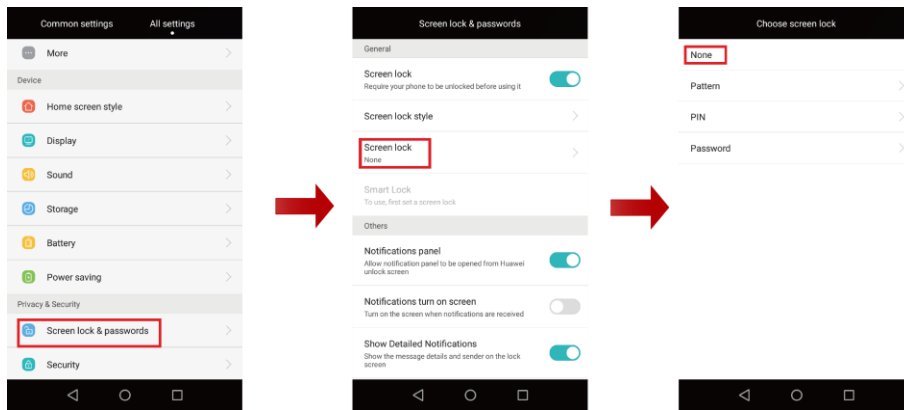 Common settings
All settings
More
Device
Home screen style
Display
Sound
Storage
Battery
Power saving
Privacy & Security
Screen lock & passwords
Security
Screen lock & passwords
General
Screen lock
Require your phone to be unlocked before using it
Screen lock style
Screen lock
None
Smart Lock
To use, first set a screen lock
Others
Notifications panel
Allow notification panel to be opened from Huawei
unlock screen
Notifications turn on screen
Turn on the screen when notifications are received
Show Detailed Notifications
Show the message details and sender on the lock
screen
Choose screen lock
None
Pattern
PIN
Password